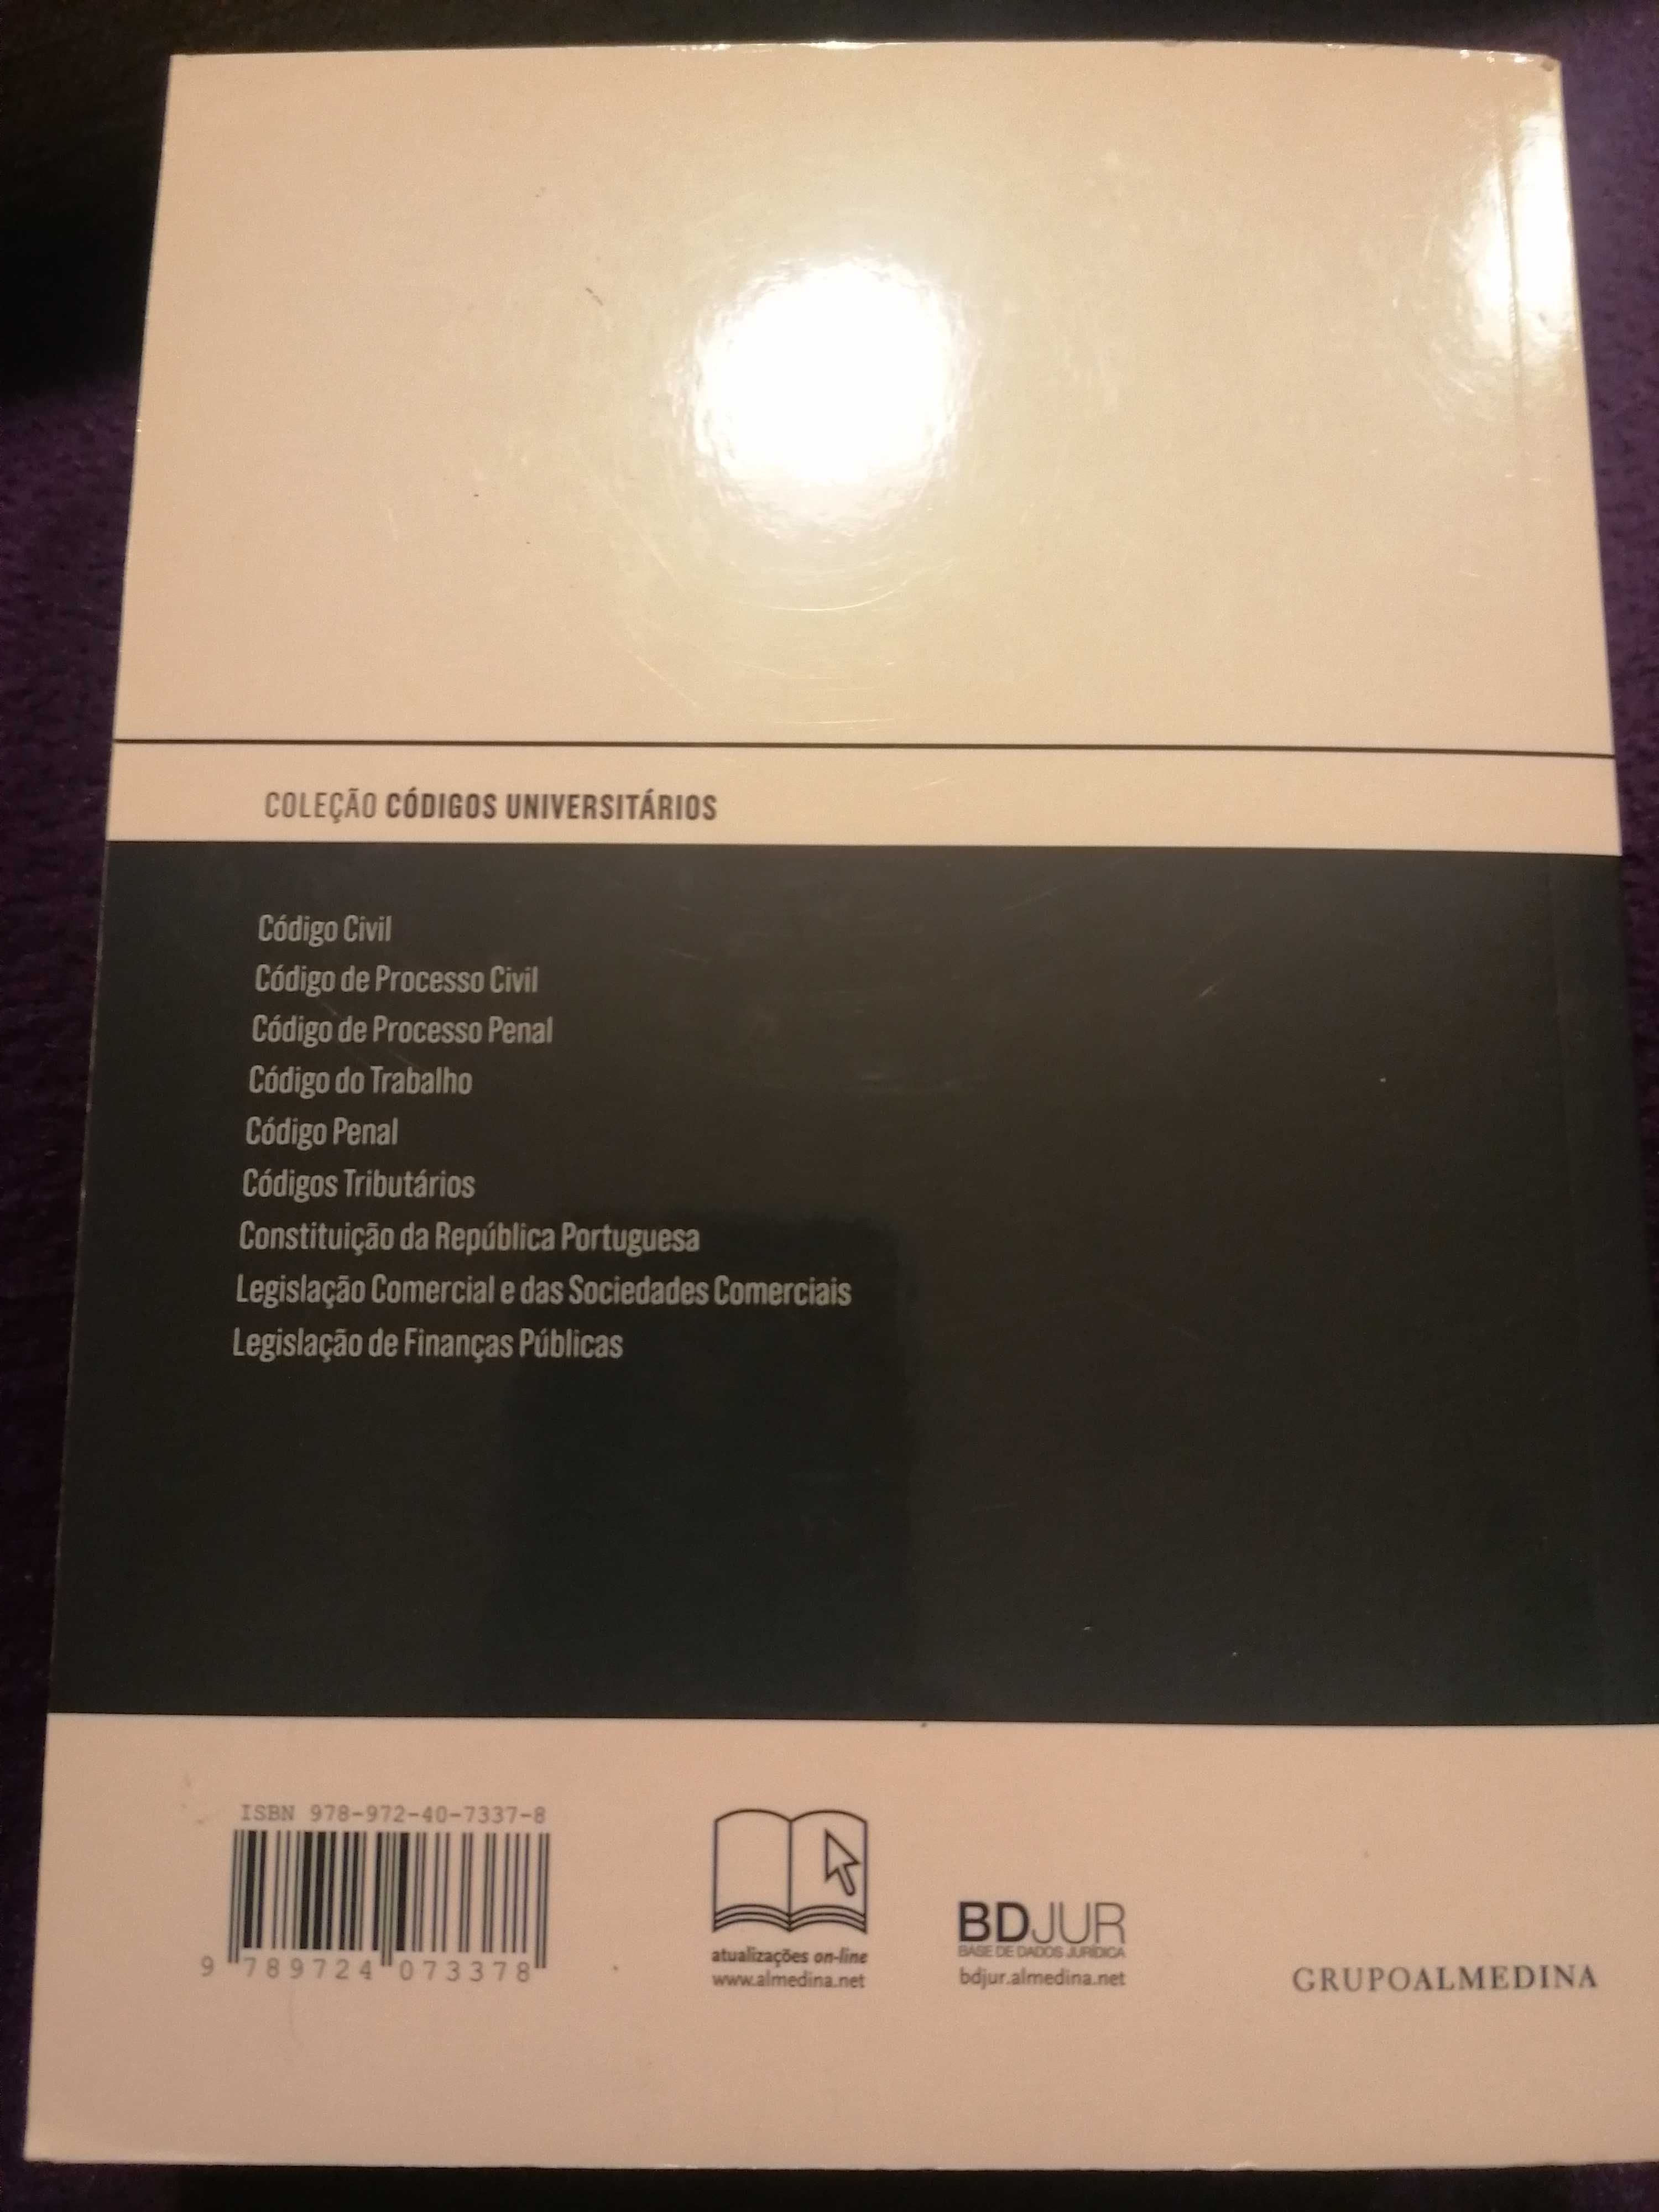 COLEÇÃO CÓDIGOS UNIVERSITÁRIOS
Código Civil
Código de Processo Civil
Código de Processo Penal
Código do Trabalho
Código Penal
Códigos Tributários
Constituição da República Portuguesa
Legislação Comercial e das Sociedades Comerciais
Legislação de Finanças Públicas
ISBN 978-972-40-7337-8
9 789724 073378
atualizações on-line
www.almedina.net
BDJUR
BASE DE DADOS JURÍDICA
bdjur.almedina.net
GRUPOALMEDINA